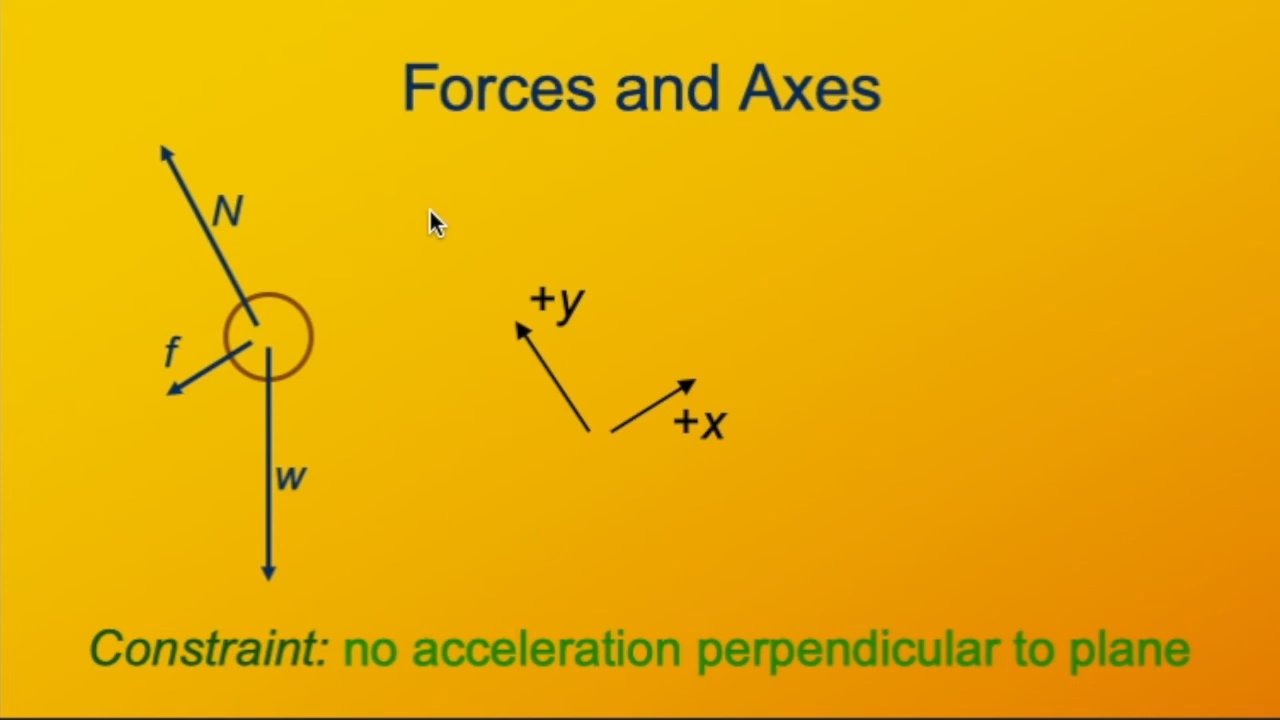 Forces and Axes
N
+y
f
+x
w
Constraint: no acceleration perpendicular to plane